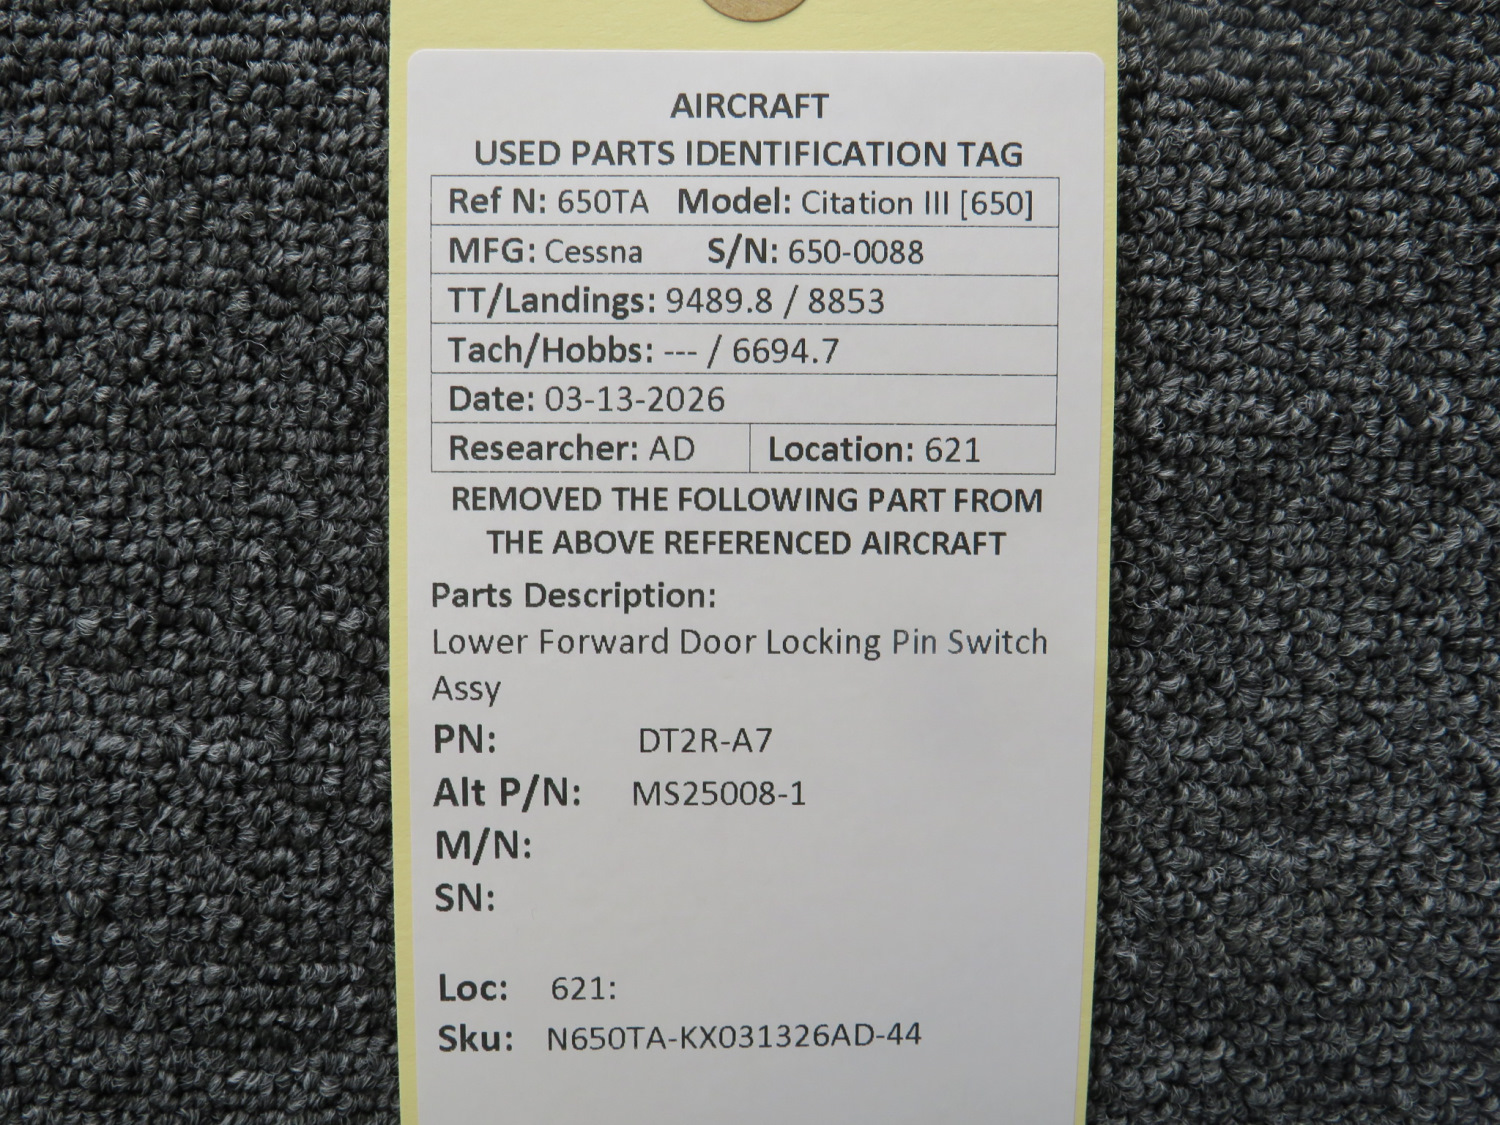 AIRCRAFT
USED PARTS IDENTIFICATION TAG
Ref N: 650TA Model: Citation III [650]
MFG: Cessna S/N: 650-0088
TT/Landings: 9489.8 / 8853
Tach/Hobbs: --- / 6694.7
Date: 03-13-2026
Researcher: AD Location: 621
REMOVED THE FOLLOWING PART FROM
THE ABOVE REFERENCED AIRCRAFT
Parts Description:
Lower Forward Door Locking Pin Switch
Assy
PN: DT2R-A7
Alt P/N: MS25008-1
M/N:
SN:
Loc: 621:
Sku: N650TA-KX031326AD-44